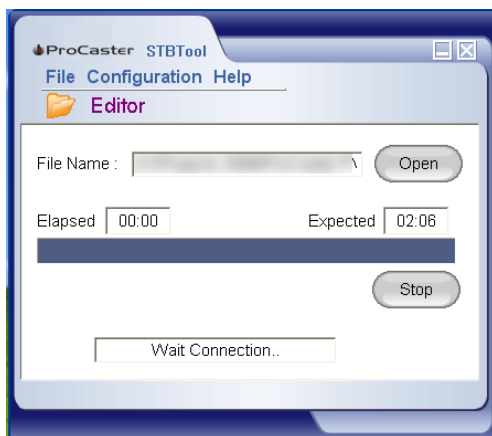 ProCaster STBTool
File Configuration Help
Editor
File Name : \ Open
Elapsed 00:00 Expected 02:06
Stop
Wait Connection..